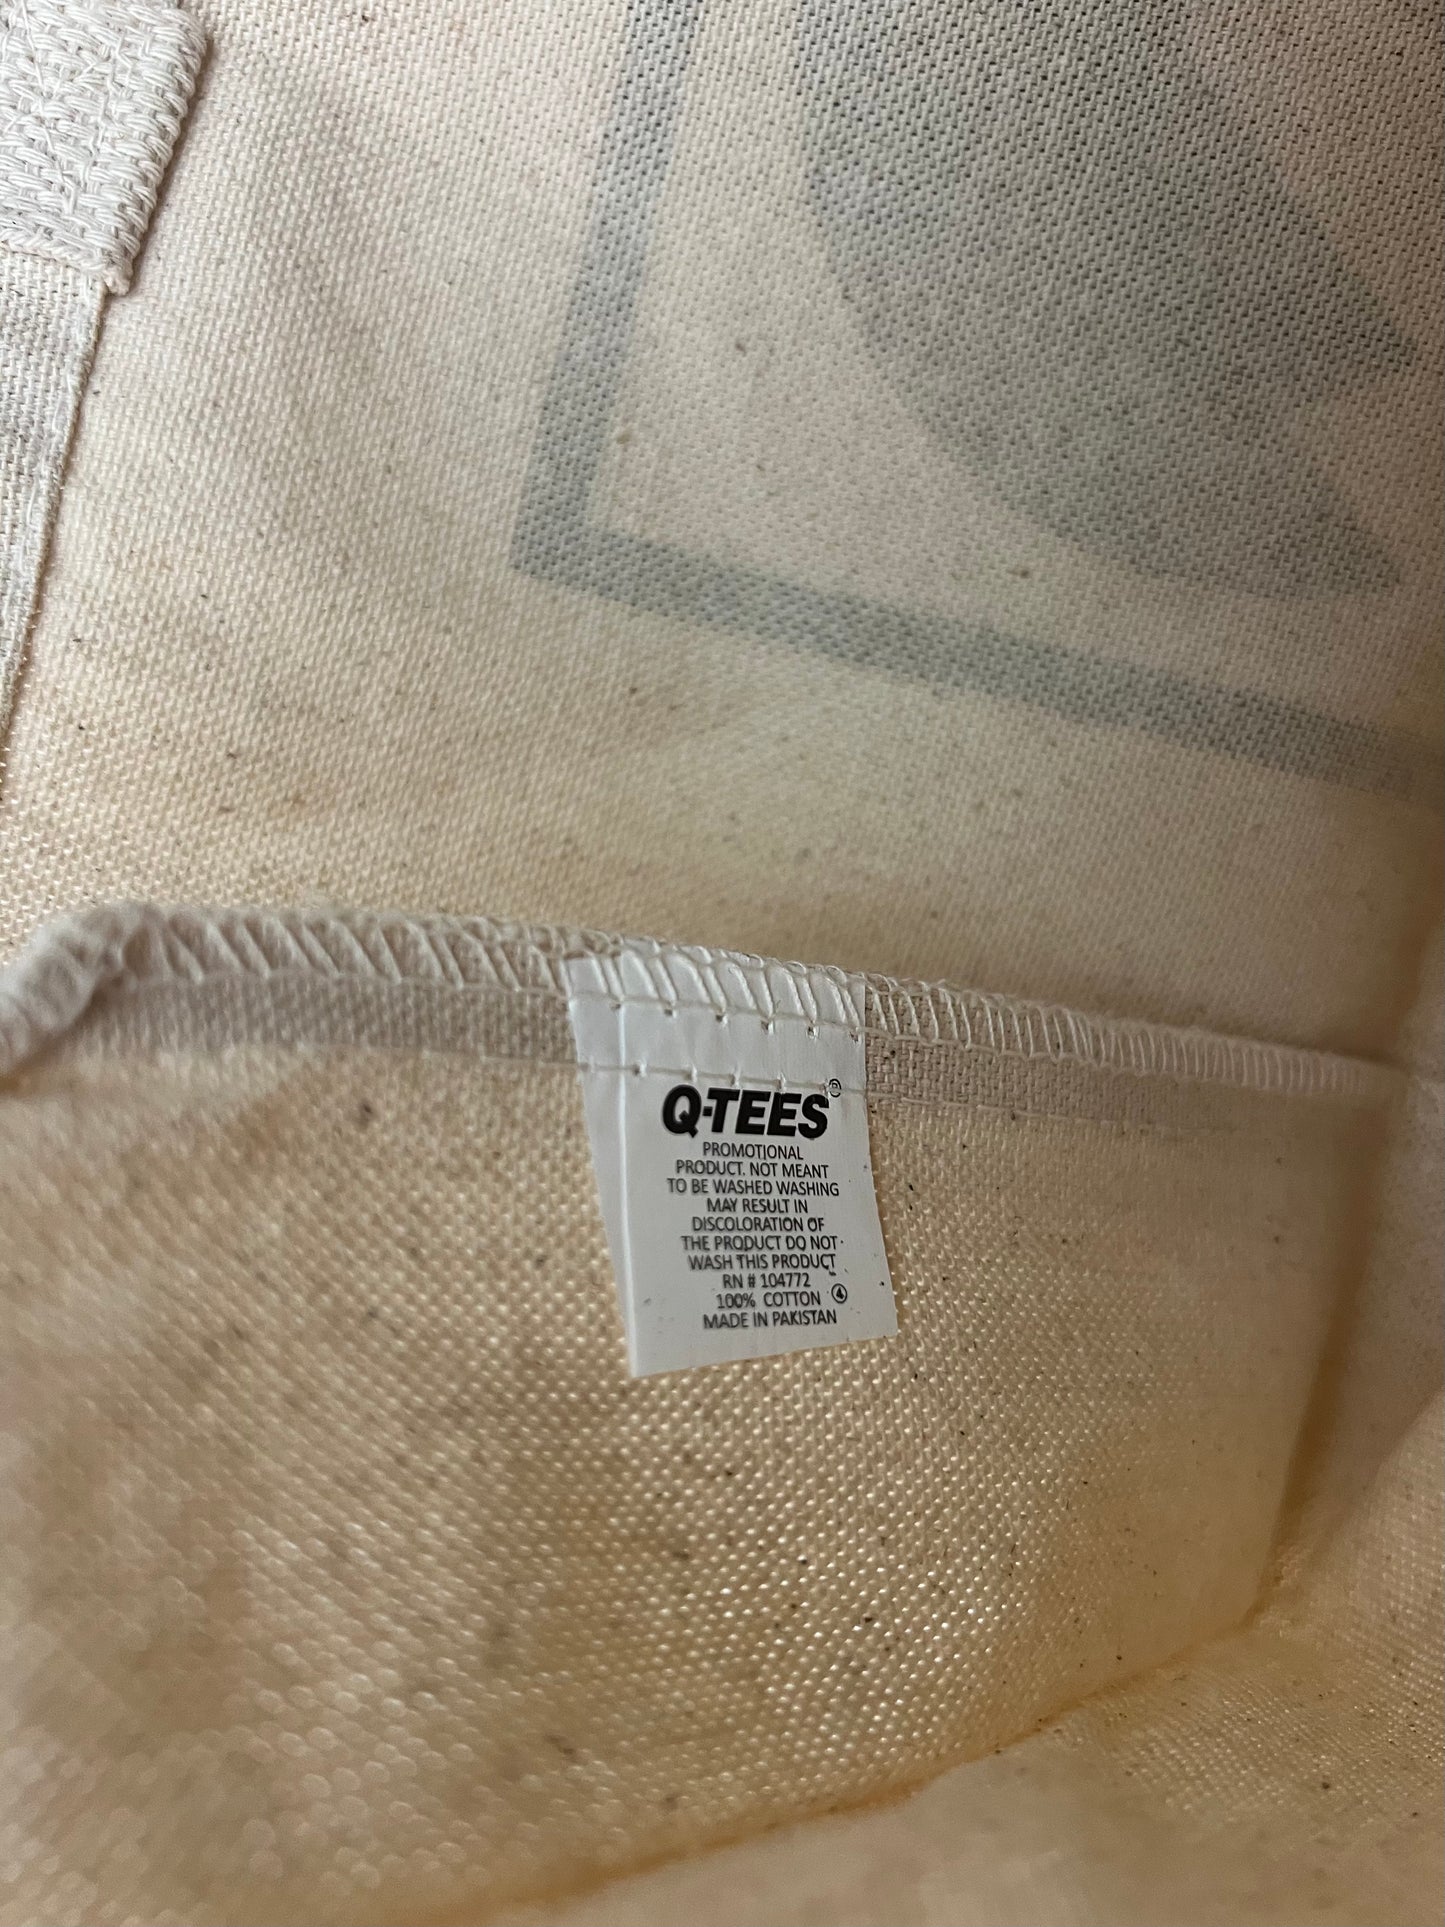 Q-TEES®
PROMOTIONAL
PRODUCT. NOT MEANT
TO BE WASHED WASHING
MAY RESULT IN
DISCOLORATION OF
THE PRODUCT DO NOT
WASH THIS PRODUCT
RN # 104772
100% COTTON ④
MADE IN PAKISTAN